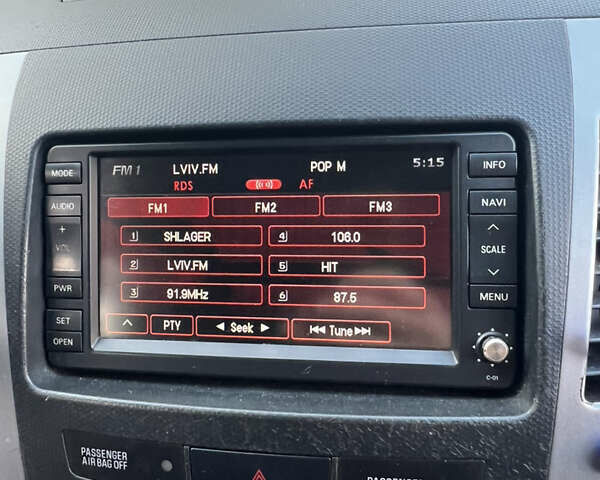 MODE
AUDIO
+
VOL
PWR
SET
OPEN
FM1 LVIV.FM POP M 5:15
RDS AF
FM1 FM2 FM3
1 SHLAGER 4 106.0
2 LVIV.FM 5 HIT
3 91.9MHz 6 87.5
PTY Seek Tune
INFO
NAVI
SCALE
MENU
C-01
PASSENGER
AIR BAG OFF
PASSENGER